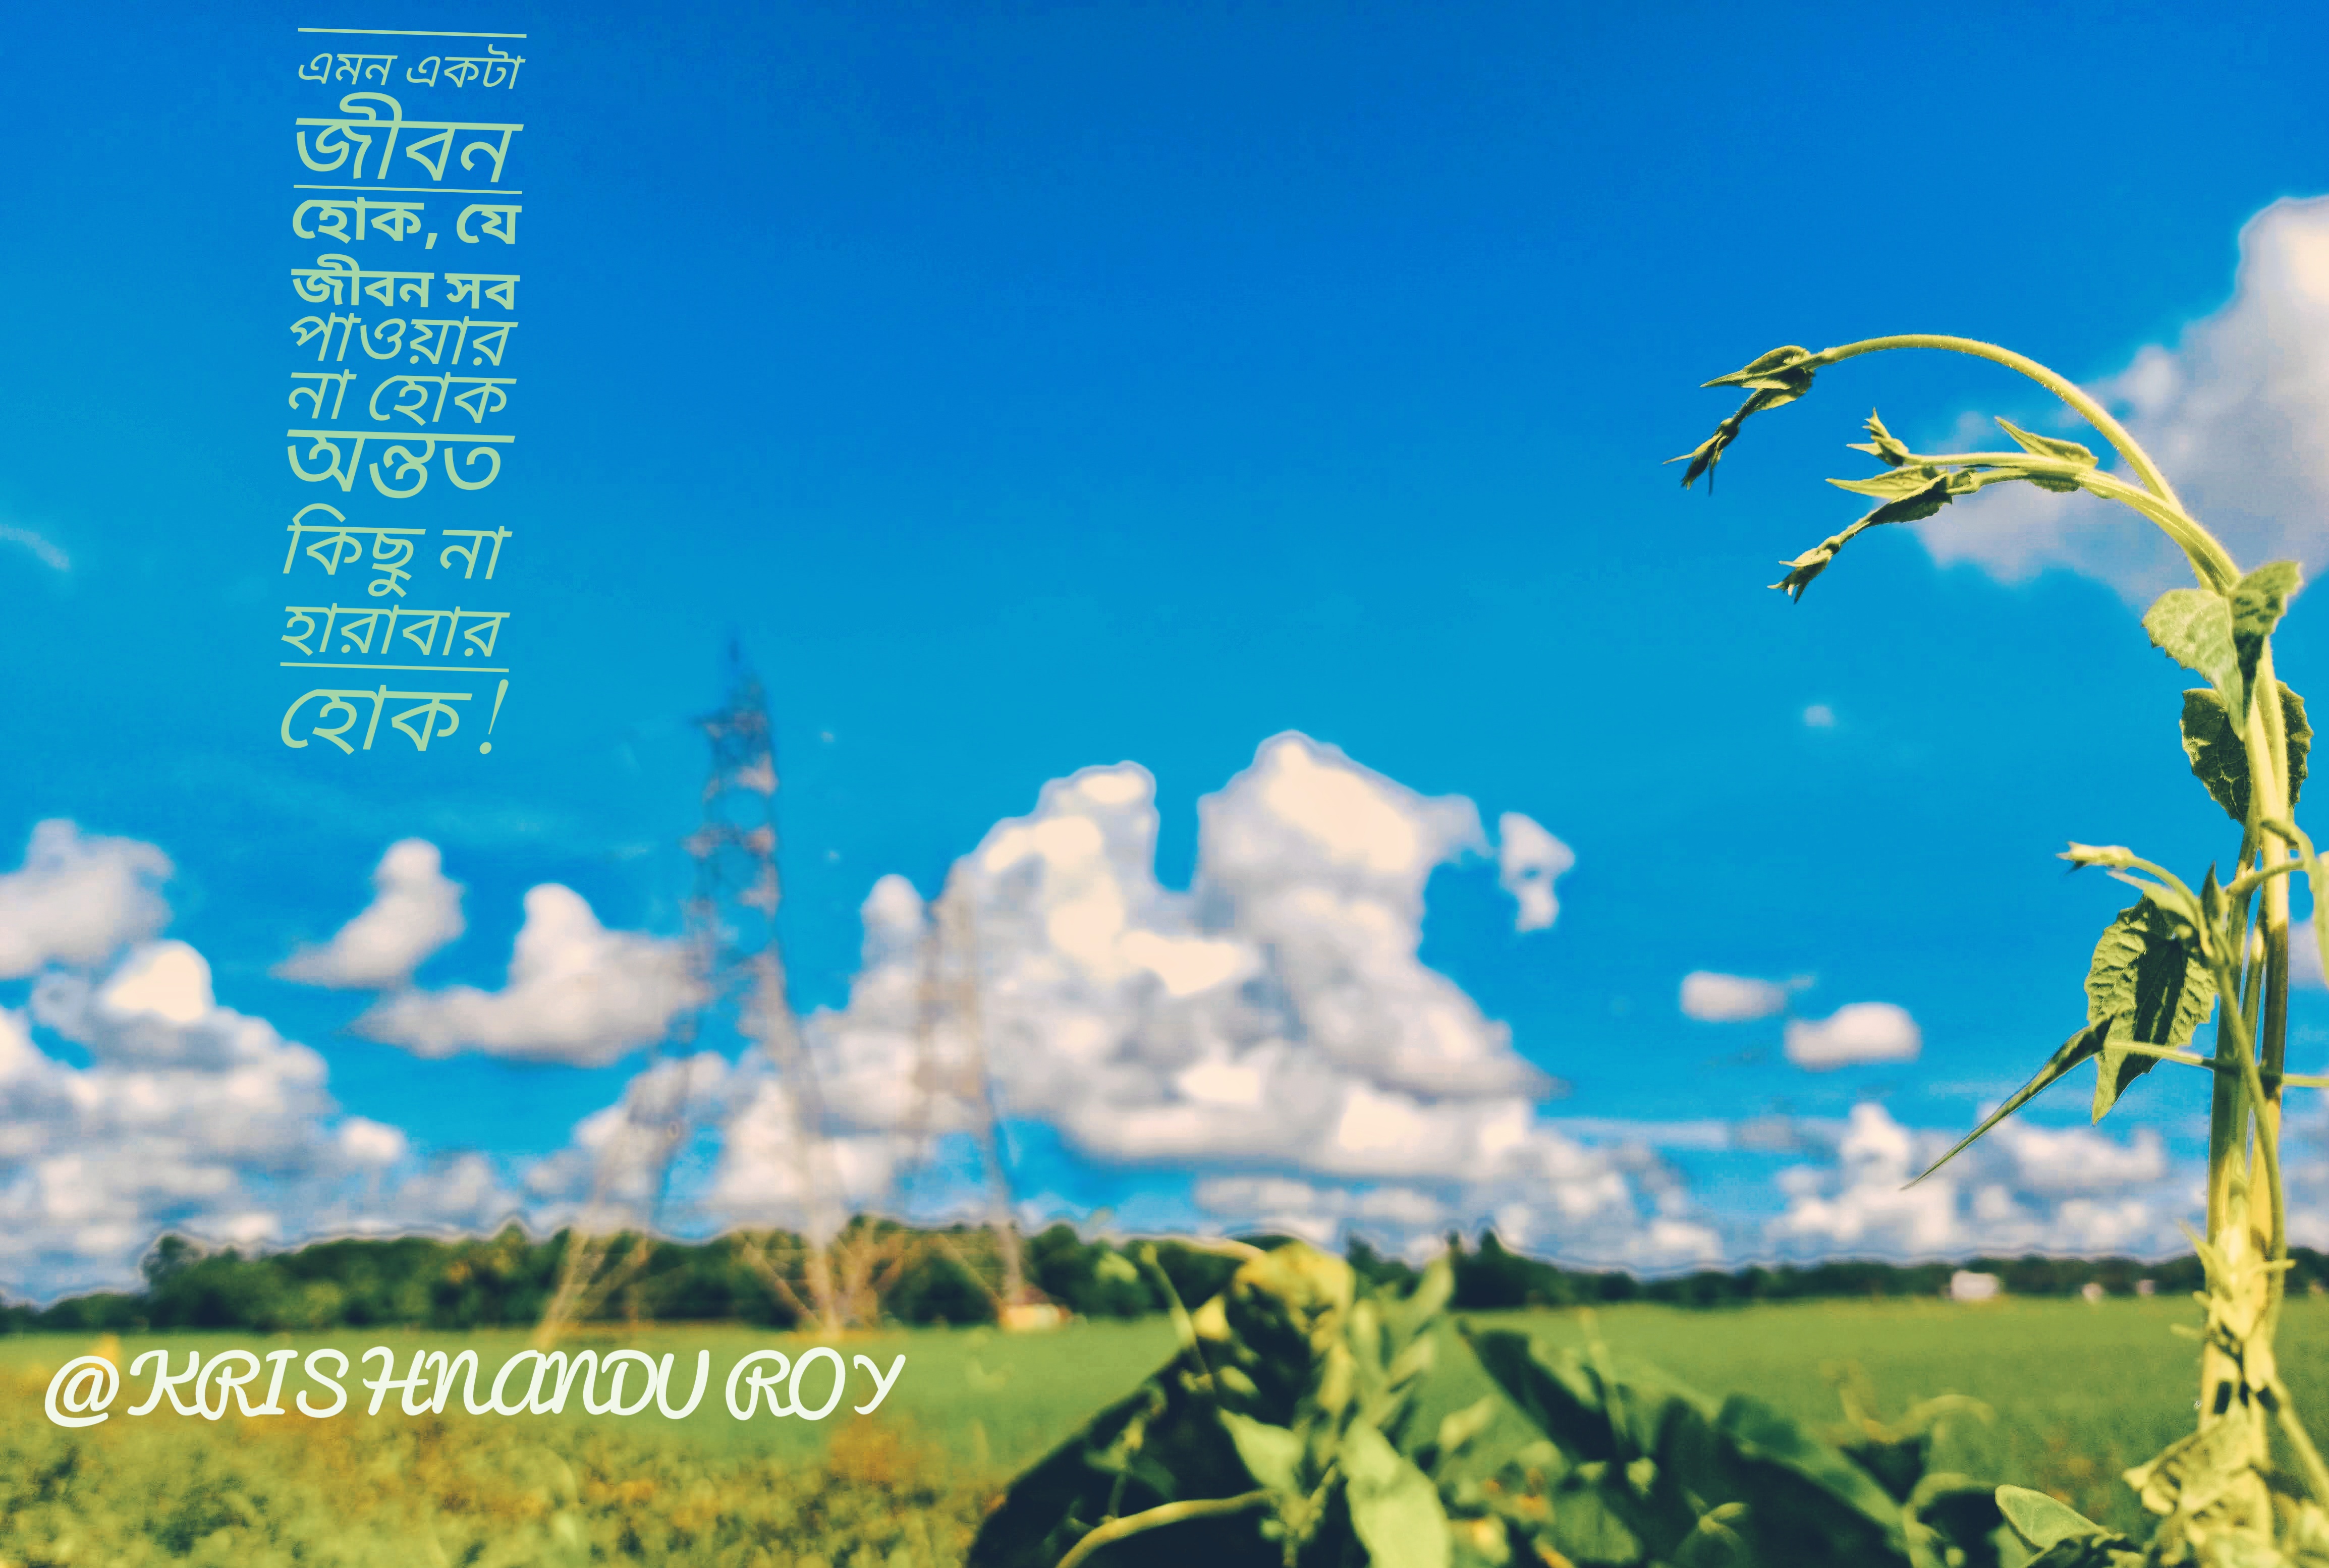 এমন একটা
জীবন
হোক, যে
জীবন সব
পাওয়ার
না হোক
অন্তত
কিছু না
হারাবার
হোক!
@KRISHNANDU ROY